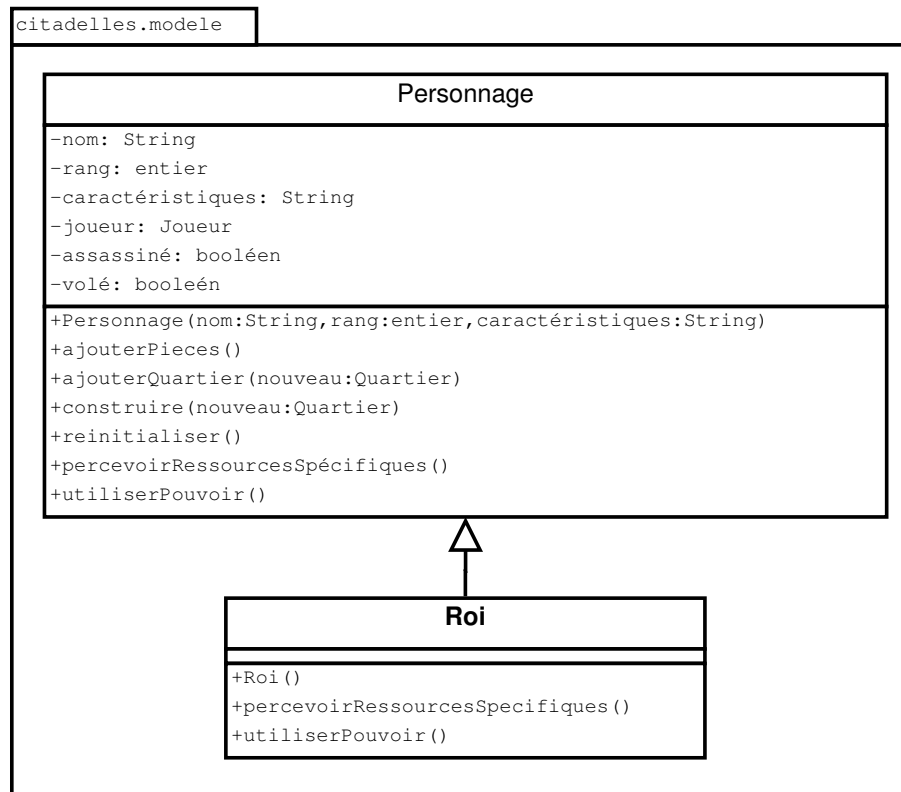 citadelles.modele
Personnage
-nom: String
-rang: entier
-caractéristiques: String
-joueur: Joueur
-assassiné: booléen
-volé: booleén
+Personnage(nom:String,rang:entier,caractéristiques:String)
+ajouterPieces()
+ajouterQuartier(nouveau:Quartier)
+construire(nouveau:Quartier)
+reinitialiser()
+percevoirRessourcesSpécifiques()
+utiliserPouvoir()
Roi
+Roi()
+percevoirRessourcesSpecifiques()
+utiliserPouvoir()